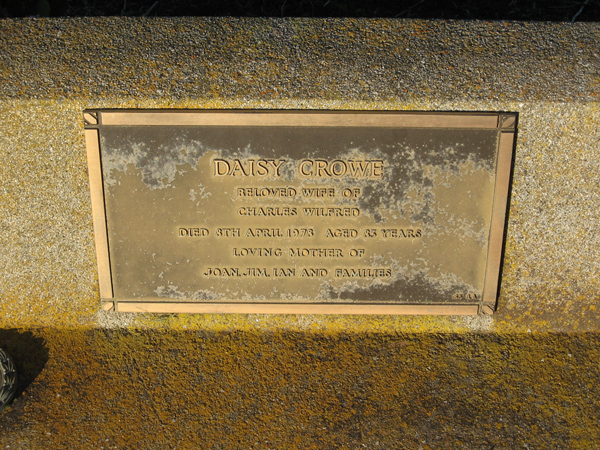 DAISY CROWE
BELOVED WIFE OF
CHARLES WILFRED
DIED 8TH APRIL 1978 AGED 83 YEARS
LOVING MOTHER OF
JOAN, JIM, IAN AND FAMILIES